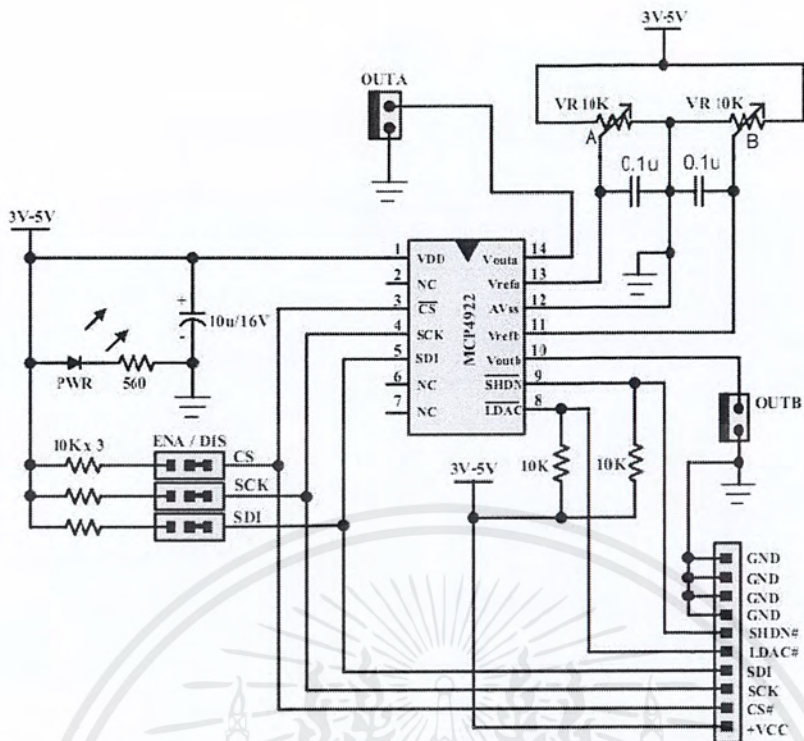 3V-5V
OUTA
VR 10K
VR 10K
A
B
0.1u
0.1u
3V-5V
1
VDD
Vouta
14
2
NC
Vrefa
13
3
CS
AVss
12
4
SCK
Vrefb
11
5
SDI
Voutb
10
6
NC
SHDN
9
7
NC
LDAC
8
MCP4922
+
10u/16V
-
PWR
560
OUTB
10K x 3
ENA / DIS
CS
SCK
SDI
3V-5V
10K
10K
GND
GND
GND
GND
SHDN#
LDAC#
SDI
SCK
CS#
+VCC